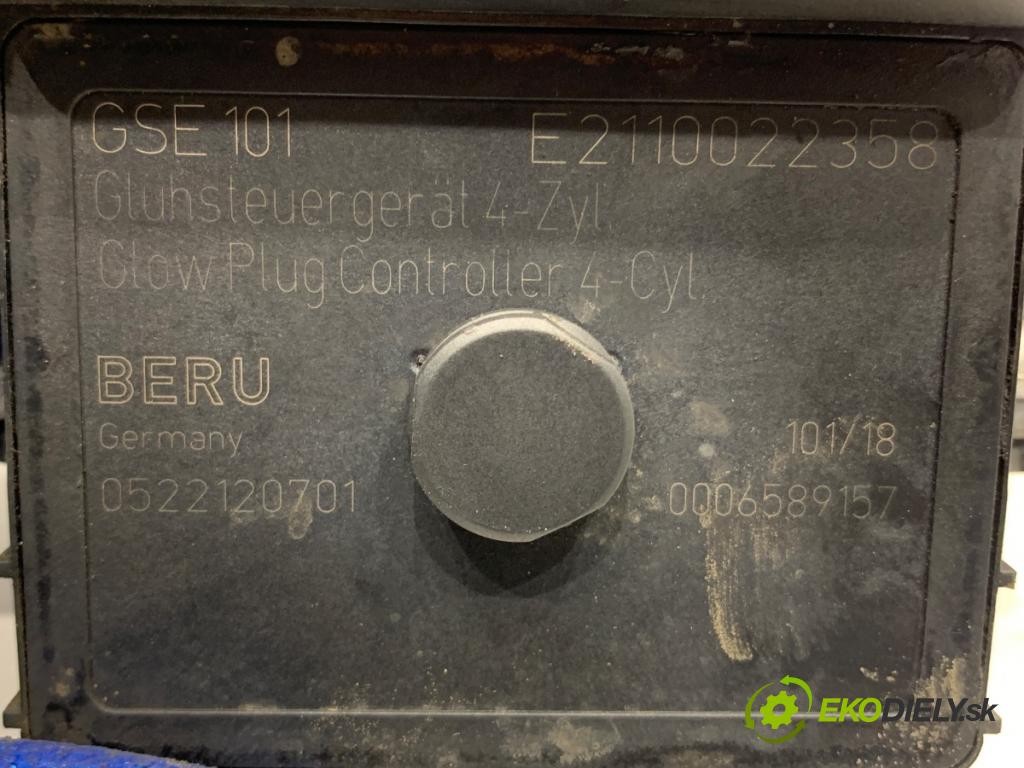 GSE 101 E2110022358
Glühsteuergerät 4-Zyl.
Glow Plug Controller 4-Cyl.
BERU
Germany 101/18
0522120701 0006589157
EKODIELY.sk